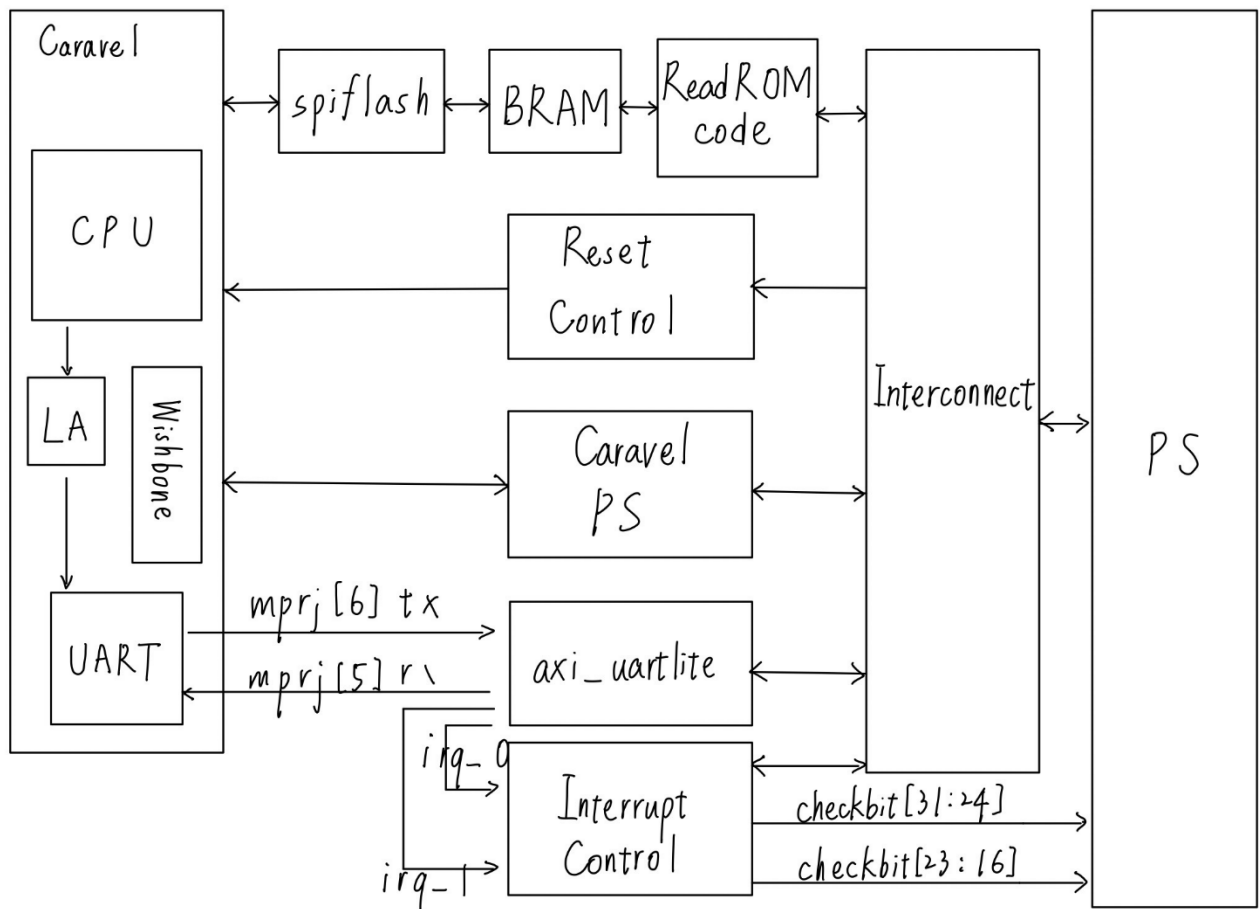 Caravel
spiflash
BRAM
ReadROM
code
CPU
Reset
Control
LA
Wishbone
Caravel
PS
Interconnect
PS
mprj [6] tx
UART
mprj [5]
axi_uartlite
irq_0
Interrupt
Control
irq_1
checkbit[31:24]
checkbit[23:16]